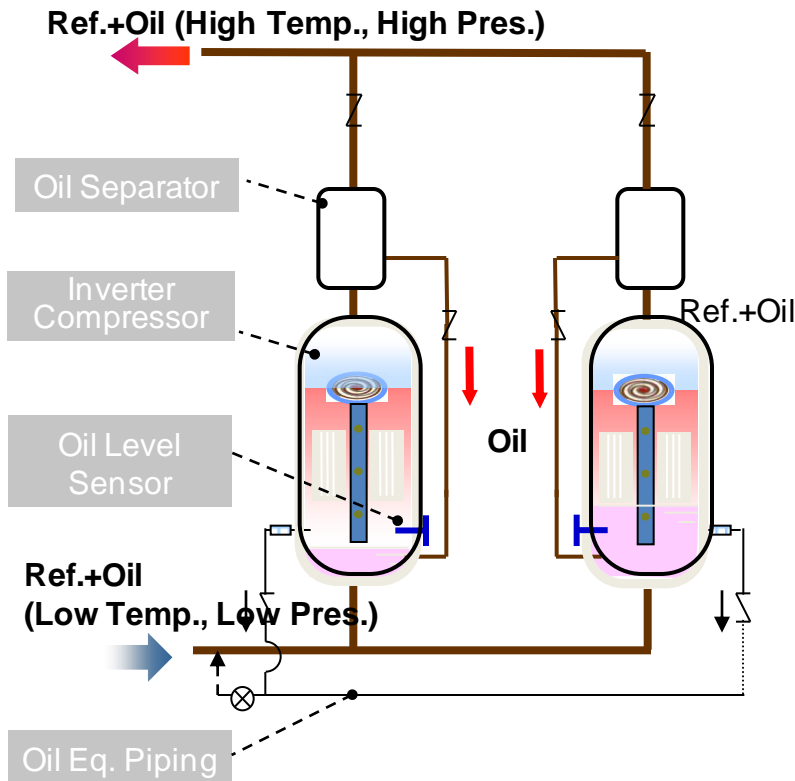 Ref.+Oil (High Temp., High Pres.)
Oil Separator
Inverter
Compressor
Ref.+Oil
Oil Level
Sensor
Oil
Ref.+Oil
(Low Temp., Low Pres.)
Oil Eq. Piping